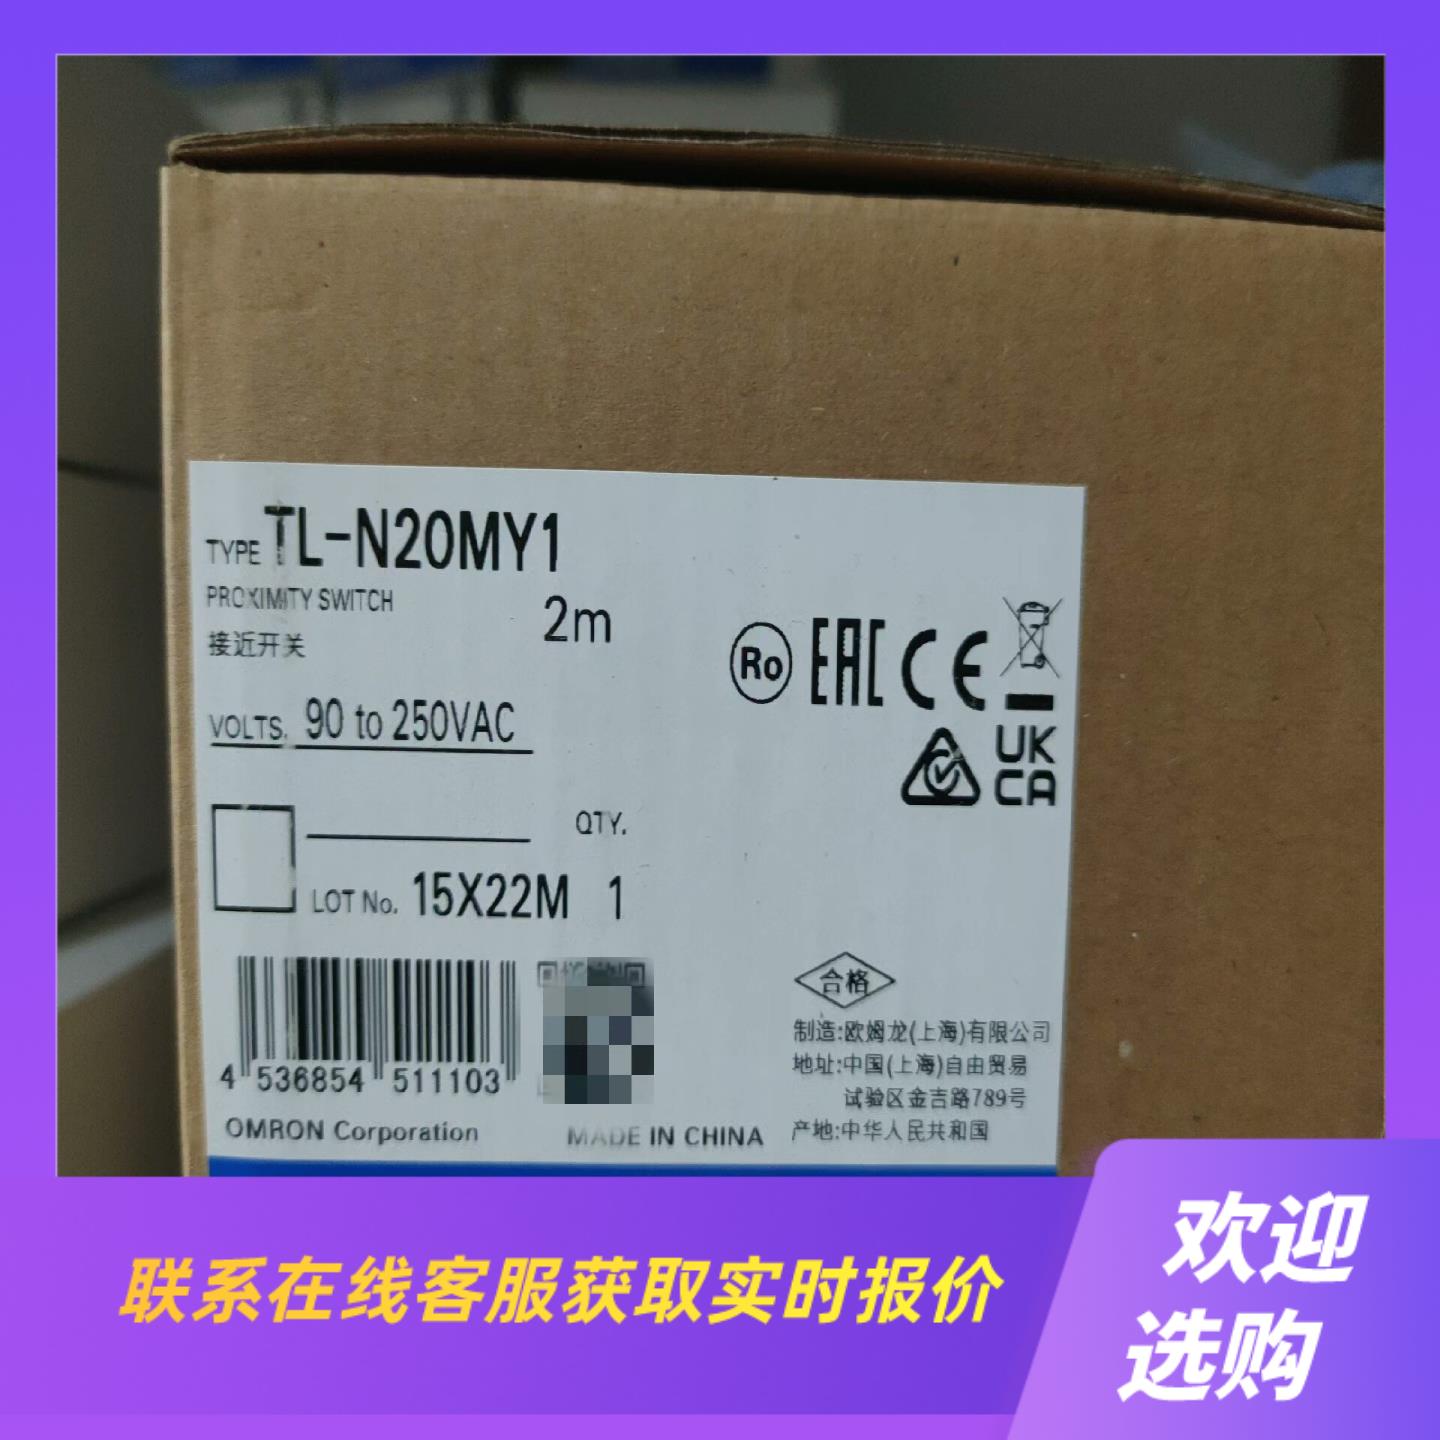 TYPE TL-N20MY1
PROXIMITY SWITCH
2m
接近开关
VOLTS. 90 to 250VAC
QTY.
LOT No. 15X22M 1
Ro EAC CE
UK
CA
4 536854 511103
OMRON Corporation
MADE IN CHINA
合格
制造:欧姆龙(上海)有限公司
地址:中国(上海)自由贸易
试验区金吉路789号
产地:中华人民共和国
联系在线客服获取实时报价
欢迎
选购